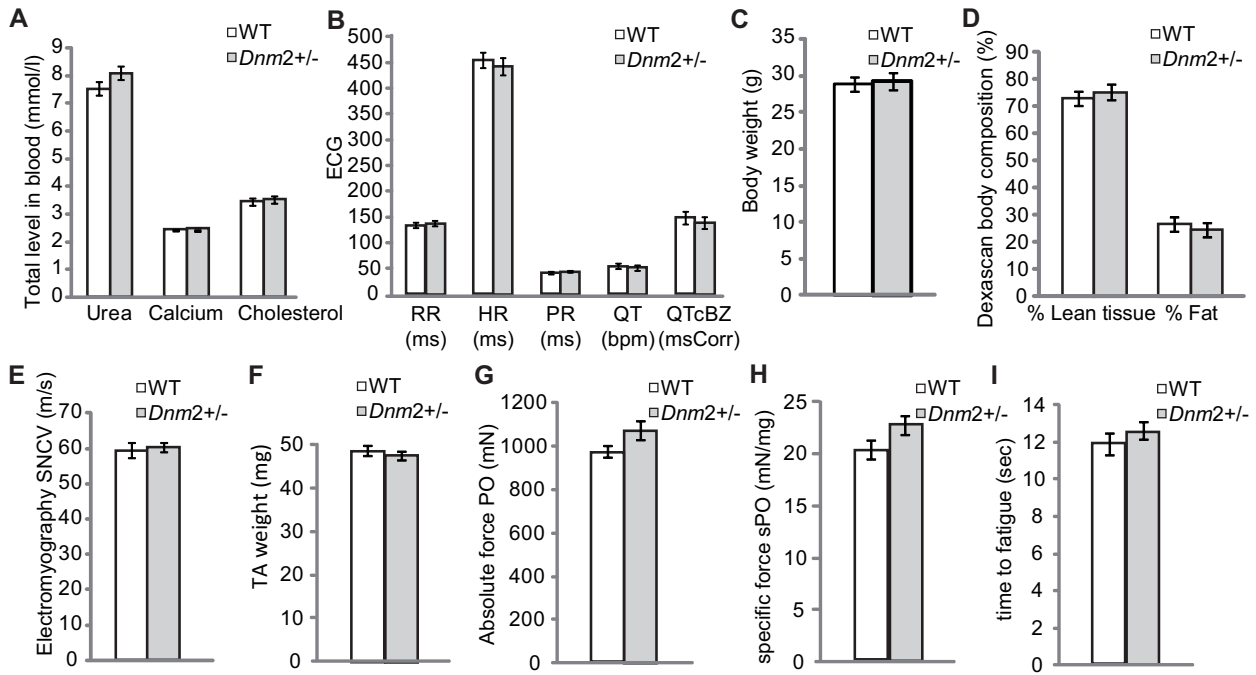 A
WT
Dnm2+/-
Total level in blood (mmol/l)
9
8
7
6
5
4
3
2
1
0
Urea Calcium Cholesterol
B
WT
Dnm2+/-
ECG
500
450
400
350
300
250
200
150
100
50
0
RR HR PR QT QTcBZ
(ms) (ms) (ms) (bpm) (msCorr)
C
WT
Dnm2+/-
Body weight (g)
35
30
25
20
15
10
5
0
D
WT
Dnm2+/-
Dexascan body composition (%)
90
80
70
60
50
40
30
20
10
0
% Lean tissue % Fat
E
WT
Dnm2+/-
Electromyography SNCV (m/s)
70
60
50
40
30
20
10
0
F
WT
Dnm2+/-
TA weight (mg)
50
40
30
20
10
0
G
WT
Dnm2+/-
Absolute force PO (mN)
1200
1000
800
600
400
200
0
H
WT
Dnm2+/-
specific force sPO (mN/mg)
25
20
15
10
5
0
I
WT
Dnm2+/-
time to fatigue (sec)
14
12
10
8
6
4
2
0